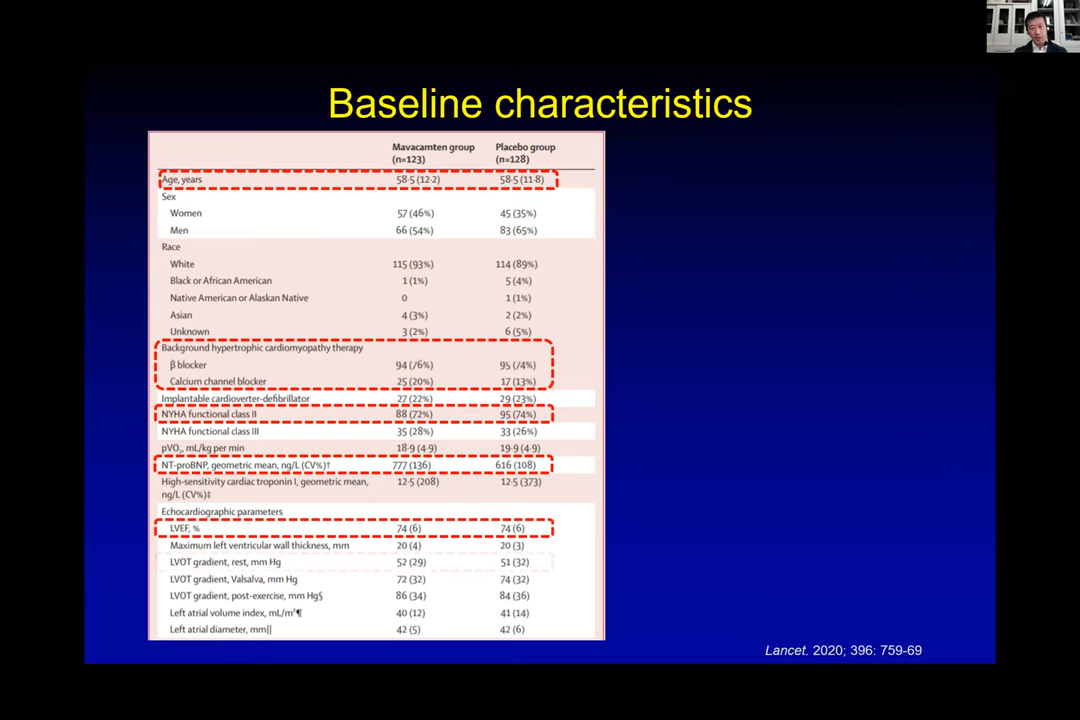 Baseline characteristics
Mavacamten group (n=123) Placebo group (n=128)
Age, years 58·5 (12·2) 58·5 (11·8)
Sex
Women 57 (46%) 45 (35%)
Men 66 (54%) 83 (65%)
Race
White 115 (93%) 114 (89%)
Black or African American 1 (1%) 5 (4%)
Native American or Alaskan Native 0 1 (1%)
Asian 4 (3%) 2 (2%)
Unknown 3 (2%) 6 (5%)
Background hypertrophic cardiomyopathy therapy
β blocker 94 (76%) 95 (74%)
Calcium channel blocker 25 (20%) 17 (13%)
Implantable cardioverter-defibrillator 27 (22%) 29 (23%)
NYHA functional class II 88 (72%) 95 (74%)
NYHA functional class III 35 (28%) 33 (26%)
pVO₂, mL/kg per min 18·9 (4·9) 19·9 (4·9)
NT-proBNP, geometric mean, ng/L (CV%)† 777 (136) 616 (108)
High-sensitivity cardiac troponin I, geometric mean, 12·5 (208) 12·5 (373)
ng/L (CV%)‡
Echocardiographic parameters
LVEF, % 74 (6) 74 (6)
Maximum left ventricular wall thickness, mm 20 (4) 20 (3)
LVOT gradient, rest, mm Hg 52 (29) 51 (32)
LVOT gradient, Valsalva, mm Hg 72 (32) 74 (32)
LVOT gradient, post-exercise, mm Hg§ 86 (34) 84 (36)
Left atrial volume index, mL/m²¶ 40 (12) 41 (14)
Left atrial diameter, mm|| 42 (5) 42 (6)
Lancet. 2020; 396: 759-69